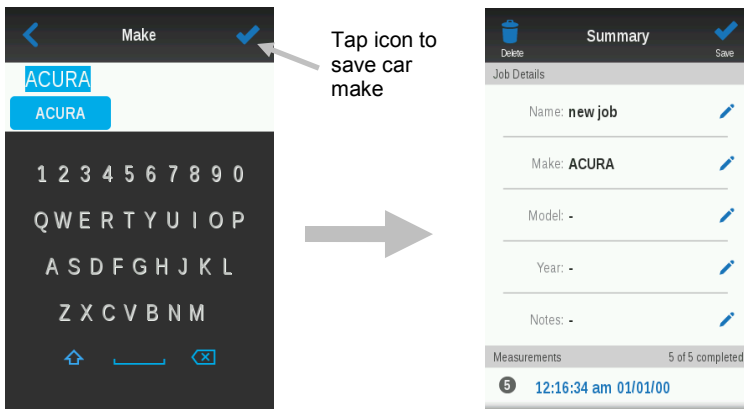 Make
ACURA
ACURA
1 2 3 4 5 6 7 8 9 0
Q W E R T Y U I O P
A S D F G H J K L
Z X C V B N M
Tap icon to
save car
make
Delete
Summary
Save
Job Details
Name: new job
Make: ACURA
Model: -
Year: -
Notes: -
Measurements 5 of 5 completed
5 12:16:34 am 01/01/00